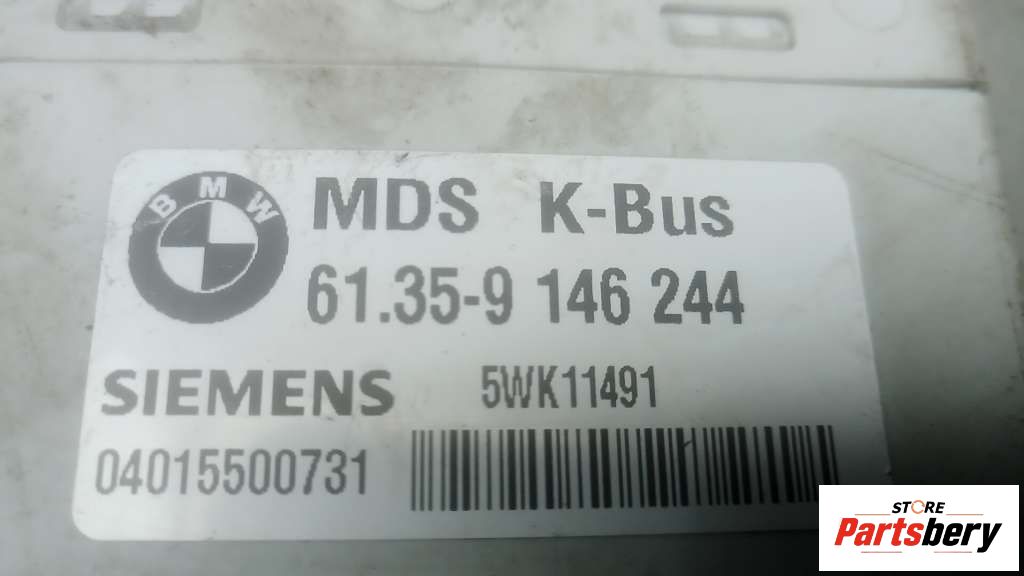 BMW
MDS K-Bus
61.35-9 146 244
SIEMENS 5WK11491
04015500731
STORE
Partsbery